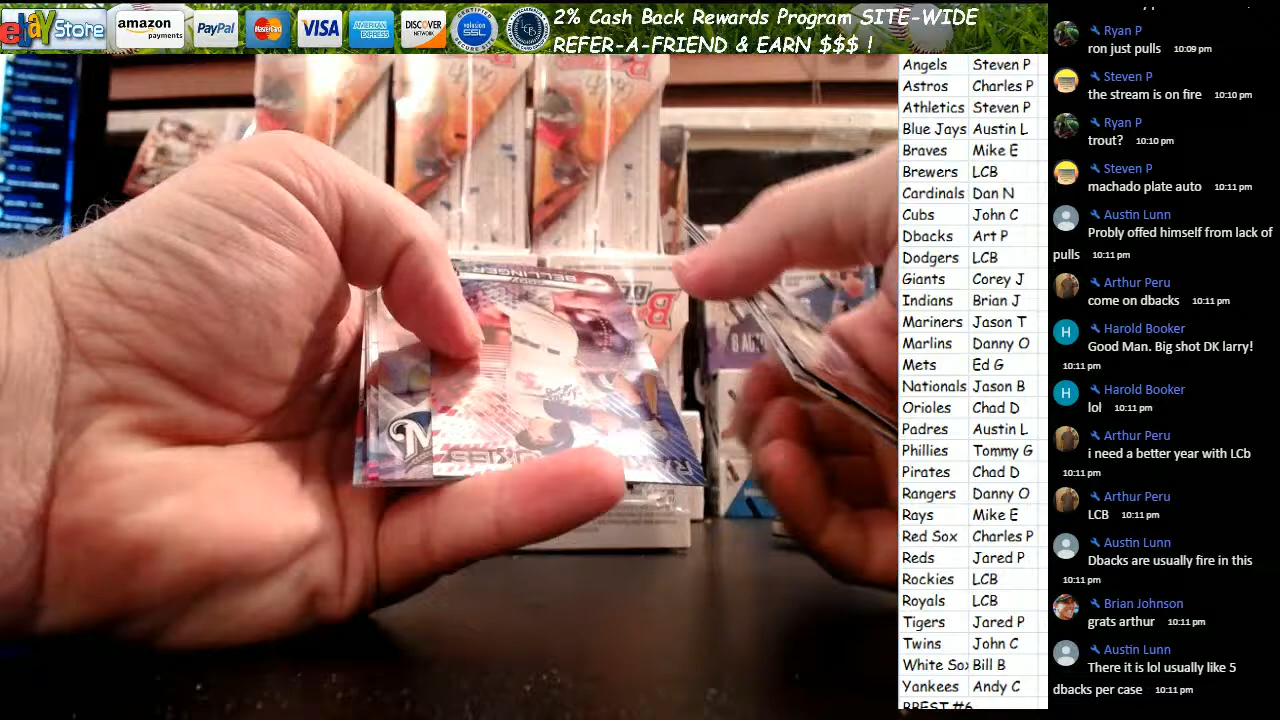 ebay Store
amazon payments
PayPal
MasterCard
VISA
AMERICAN EXPRESS
DISCOVER NETWORK
2% Cash Back Rewards Program SITE-WIDE
REFER-A-FRIEND & EARN $$$ !
BELLINGER
CODY
8 AUT
Angels Steven P
Astros Charles P
Athletics Steven P
Blue Jays Austin L
Braves Mike E
Brewers LCB
Cardinals Dan N
Cubs John C
Dbacks Art P
Dodgers LCB
Giants Corey J
Indians Brian J
Mariners Jason T
Marlins Danny O
Mets Ed G
Nationals Jason B
Orioles Chad D
Padres Austin L
Phillies Tommy G
Pirates Chad D
Rangers Danny O
Rays Mike E
Red Sox Charles P
Reds Jared P
Rockies LCB
Royals LCB
Tigers Jared P
Twins John C
White Sox Bill B
Yankees Andy C
Ryan P
ron just pulls 10:09 pm
Steven P
the stream is on fire 10:10 pm
Ryan P
trout? 10:10 pm
Steven P
machado plate auto 10:11 pm
Austin Lunn
Probly offed himself from lack of
pulls 10:11 pm
Arthur Peru
come on dbacks 10:11 pm
H Harold Booker
Good Man. Big shot DK larry!
10:11 pm
H Harold Booker
lol 10:11 pm
Arthur Peru
i need a better year with LCb
10:11 pm
Arthur Peru
LCB 10:11 pm
Austin Lunn
Dbacks are usually fire in this
10:11 pm
Brian Johnson
grats arthur 10:11 pm
Austin Lunn
There it is lol usually like 5
dbacks per case 10:11 pm